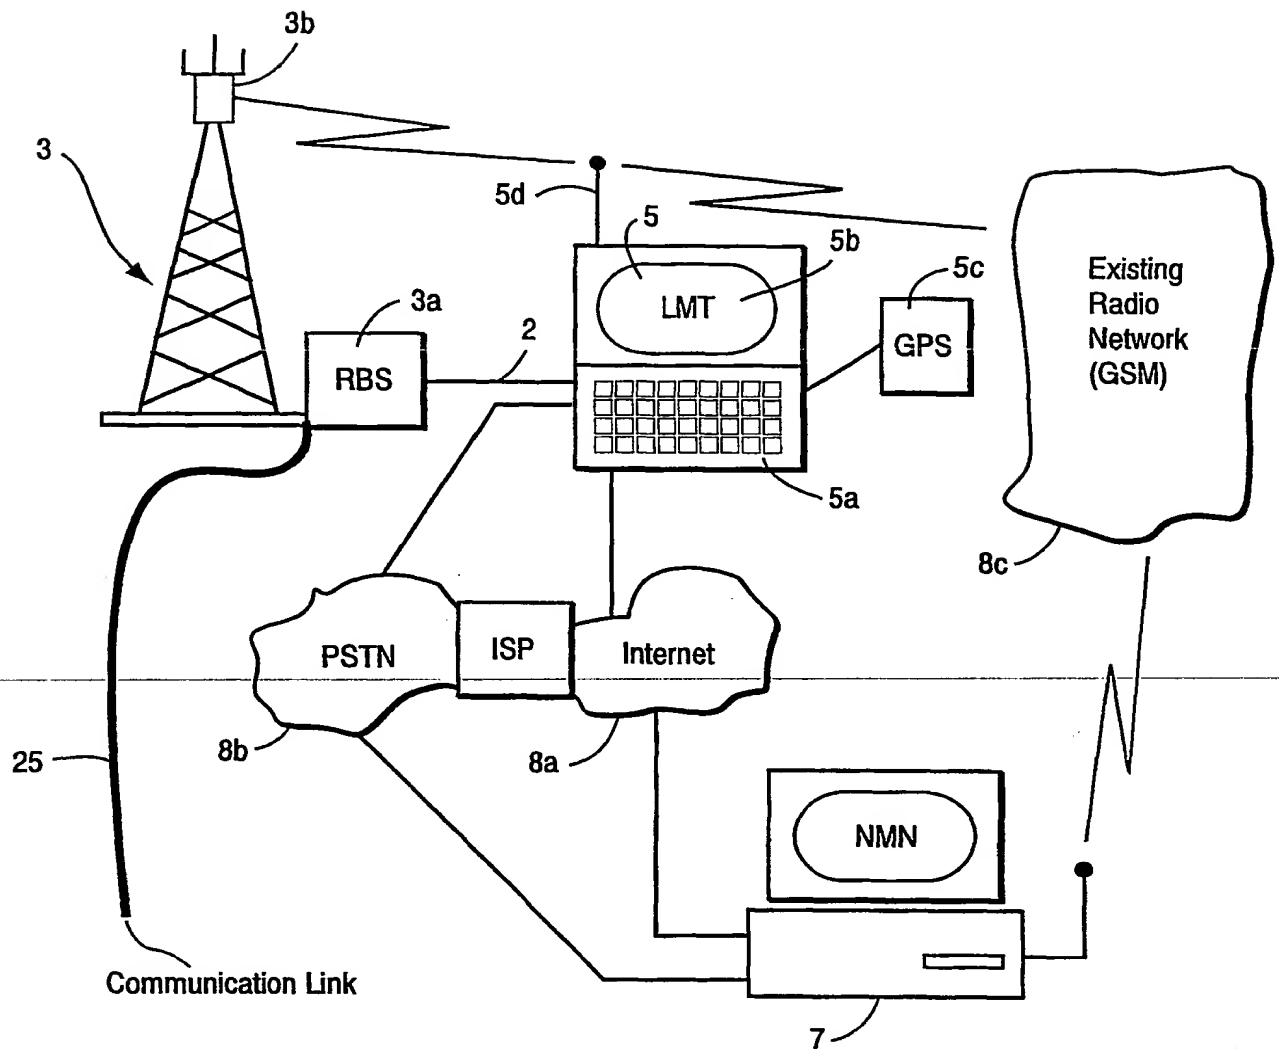 3b
3
5d
5
5b
5c
LMT
GPS
Existing
Radio
Network
(GSM)
3a
2
RBS
5a
8c
PSTN
ISP
Internet
8b
8a
25
NMN
Communication Link
7